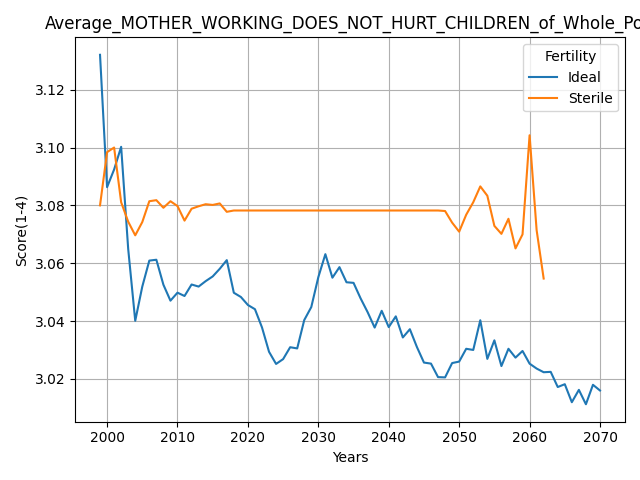 Average_MOTHER_WORKING_DOES_NOT_HURT_CHILDREN_of_Whole_Po
Fertility
Ideal
Sterile
3.12
3.10
3.08
3.06
3.04
3.02
Score(1-4)
2000 2010 2020 2030 2040 2050 2060 2070
Years